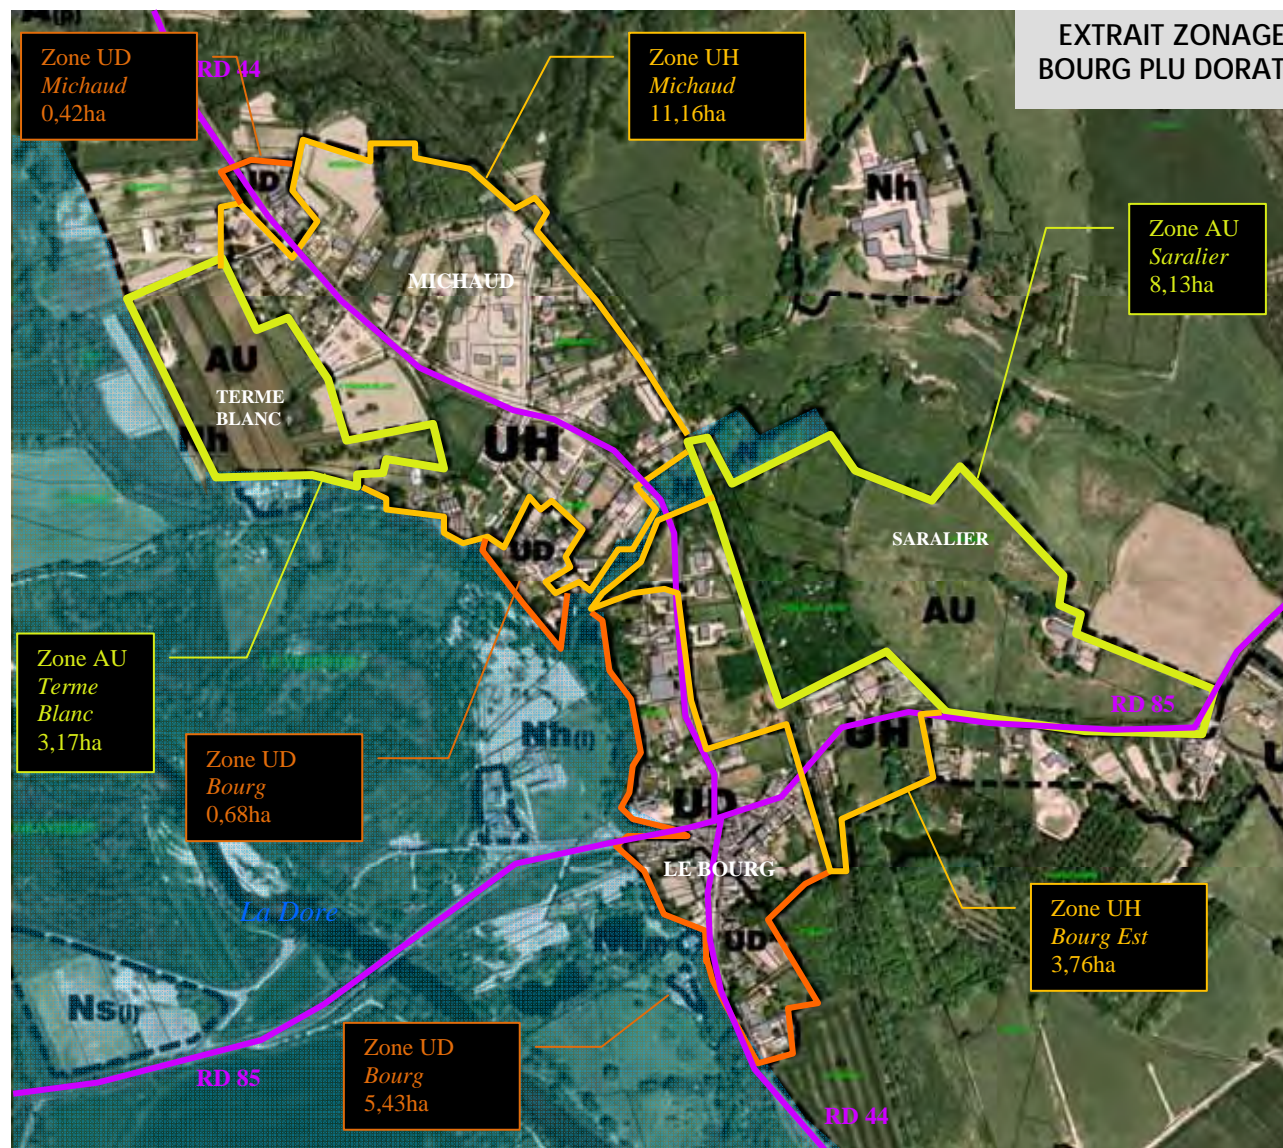 EXTRAIT ZONAGE
BOURG PLU DORAT
Zone UD
Michaud
0,42ha
RD 44
Zone UH
Michaud
11,16ha
Nh
UD
Zone AU
Saralier
8,13ha
MICHAUD
AU
TERME
BLANC
Nh
UH
N
UD
SARALIER
AU
Zone AU
Terme
Blanc
3,17ha
RD 85
Nh(i)
UH
Zone UD
Bourg
0,68ha
UD
LE BOURG
La Dore
UD
Zone UH
Bourg Est
3,76ha
Ns(i)
Zone UD
Bourg
5,43ha
RD 85
RD 44